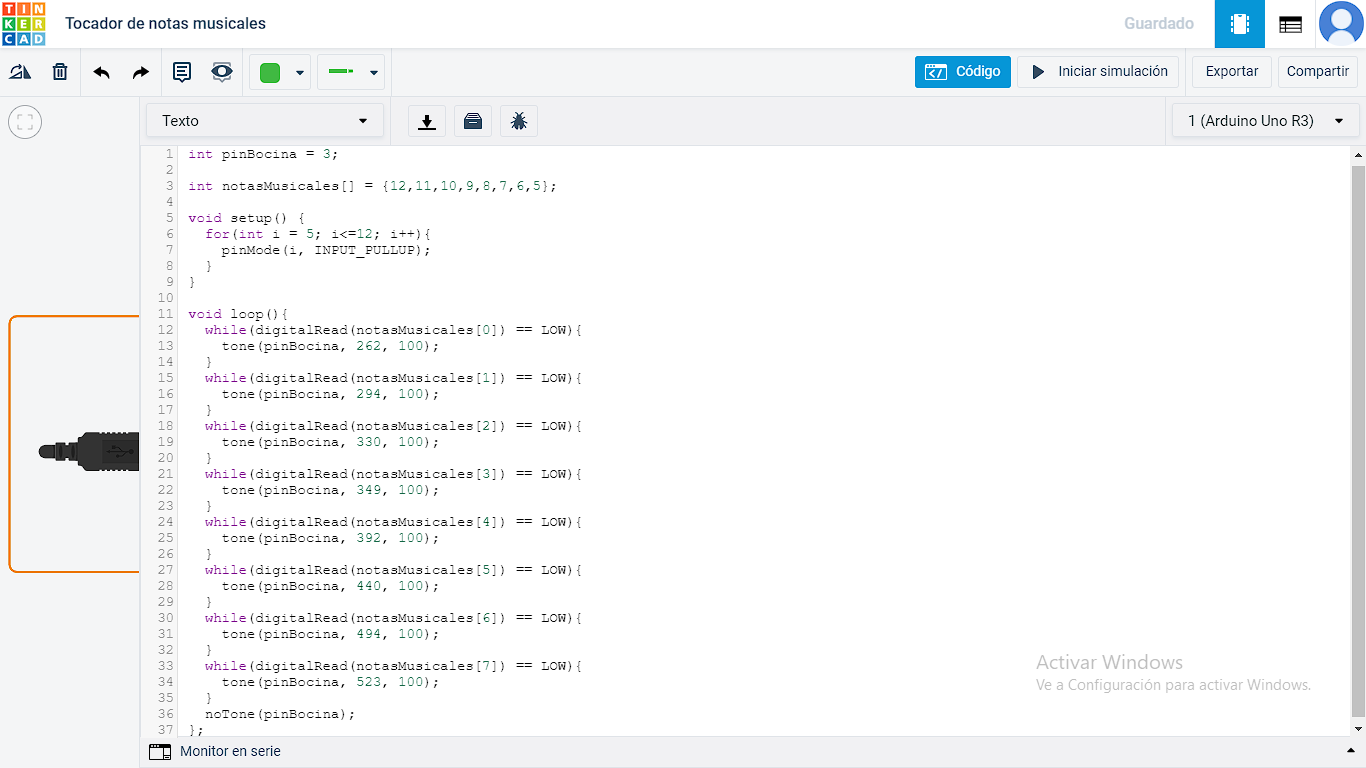 TIN
KER
CAD
Tocador de notas musicales
Guardado
Código
Iniciar simulación
Exportar
Compartir
Texto
1 (Arduino Uno R3)
1 int pinBocina = 3;
2
3 int notasMusicales[] = {12,11,10,9,8,7,6,5};
4
5 void setup() {
6   for(int i = 5; i<=12; i++){
7     pinMode(i, INPUT_PULLUP);
8   }
9 }
10
11 void loop(){
12   while(digitalRead(notasMusicales[0]) == LOW){
13     tone(pinBocina, 262, 100);
14   }
15   while(digitalRead(notasMusicales[1]) == LOW){
16     tone(pinBocina, 294, 100);
17   }
18   while(digitalRead(notasMusicales[2]) == LOW){
19     tone(pinBocina, 330, 100);
20   }
21   while(digitalRead(notasMusicales[3]) == LOW){
22     tone(pinBocina, 349, 100);
23   }
24   while(digitalRead(notasMusicales[4]) == LOW){
25     tone(pinBocina, 392, 100);
26   }
27   while(digitalRead(notasMusicales[5]) == LOW){
28     tone(pinBocina, 440, 100);
29   }
30   while(digitalRead(notasMusicales[6]) == LOW){
31     tone(pinBocina, 494, 100);
32   }
33   while(digitalRead(notasMusicales[7]) == LOW){
34     tone(pinBocina, 523, 100);
35   }
36   noTone(pinBocina);
37 };
Activar Windows
Ve a Configuración para activar Windows.
Monitor en serie